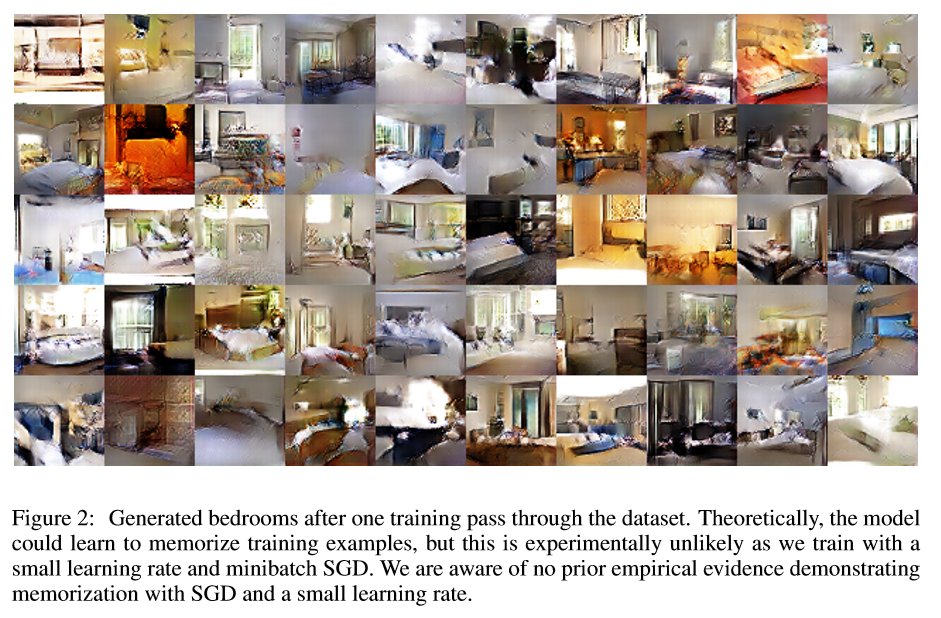 Figure 2: Generated bedrooms after one training pass through the dataset. Theoretically, the model
could learn to memorize training examples, but this is experimentally unlikely as we train with a
small learning rate and minibatch SGD. We are aware of no prior empirical evidence demonstrating
memorization with SGD and a small learning rate.